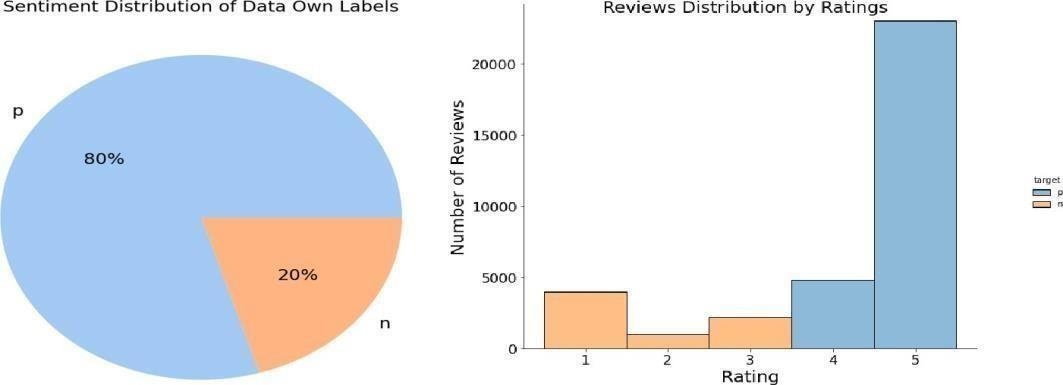 Sentiment Distribution of Data Own Labels
p
80%
20%
n
Reviews Distribution by Ratings
Number of Reviews
20000
15000
10000
5000
0
1 2 3 4 5
Rating
target
p
n